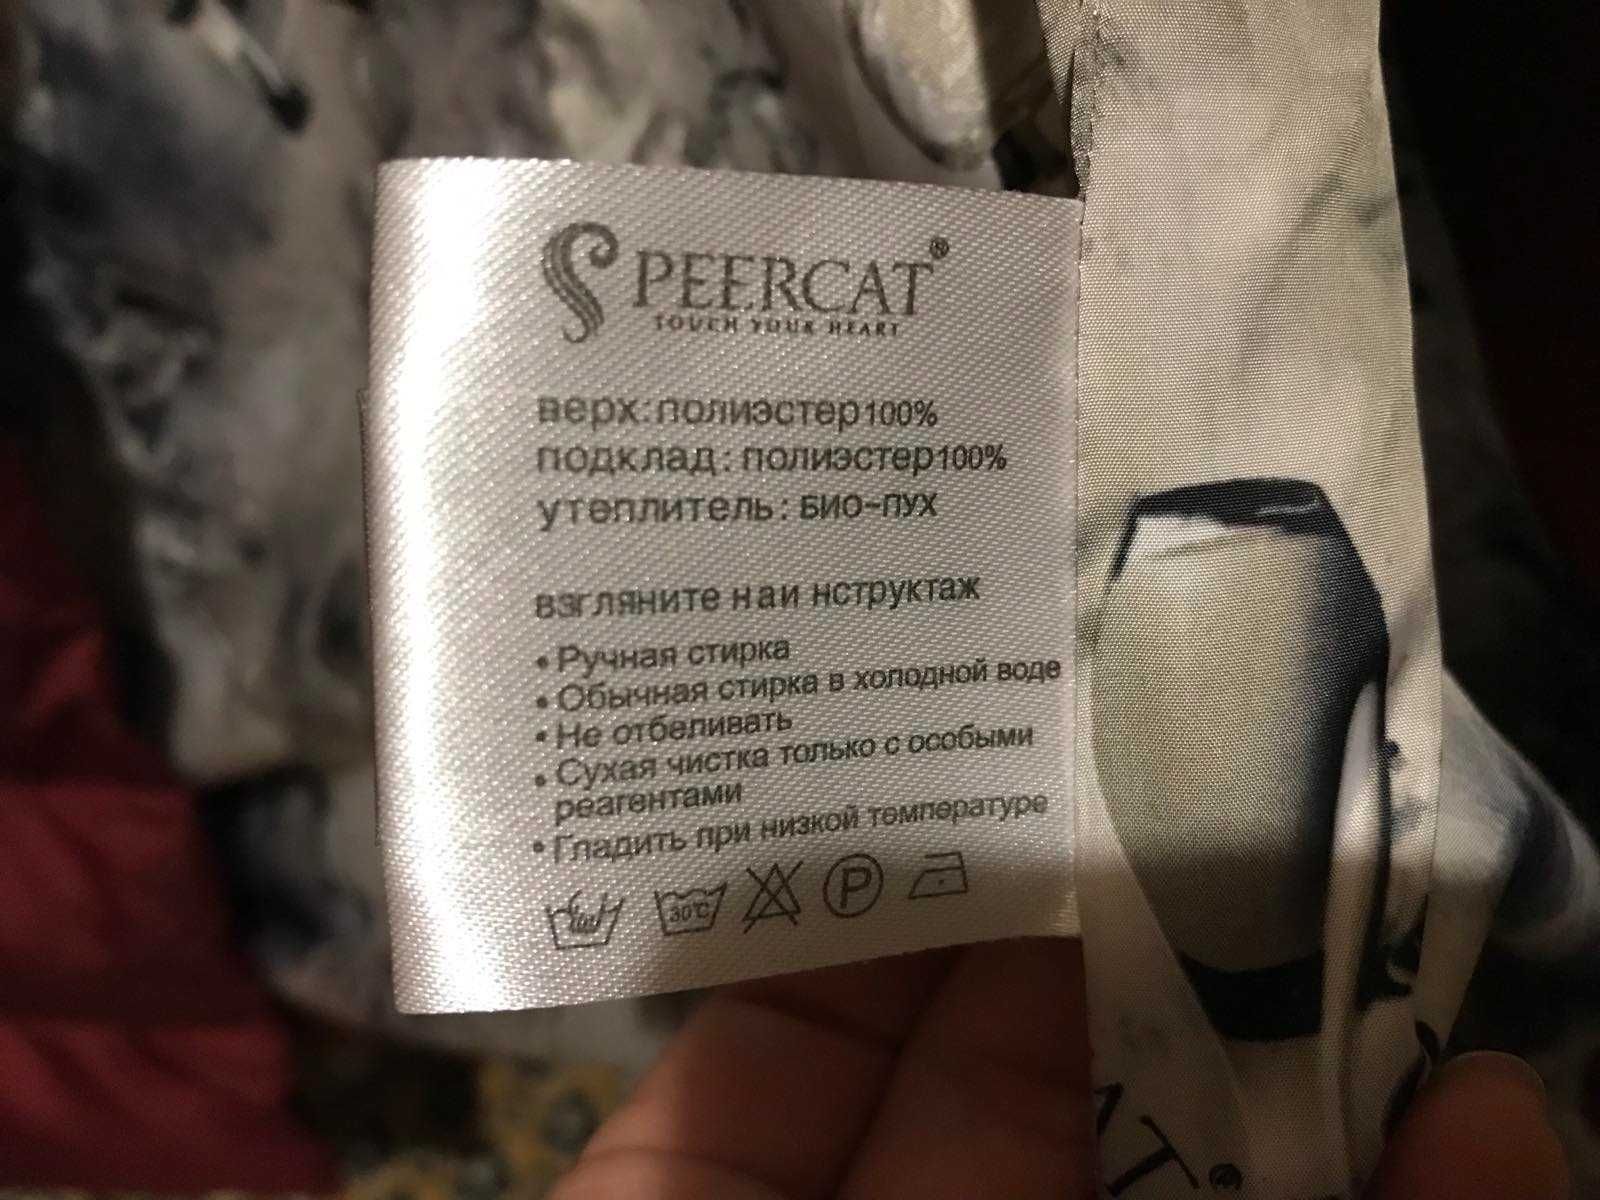 SPEERCAT®
TOUCH YOUR HEART
верх:полиэстер100%
подклад: полиэстер100%
утеплитель: БИО-ПУХ
взгляните наи нструктаж
• Ручная стирка
• Обычная стирка в холодной воде
• Не отбеливать
• Сухая чистка только с особыми
реагентами
• Гладить при низкой температуре
30°C P